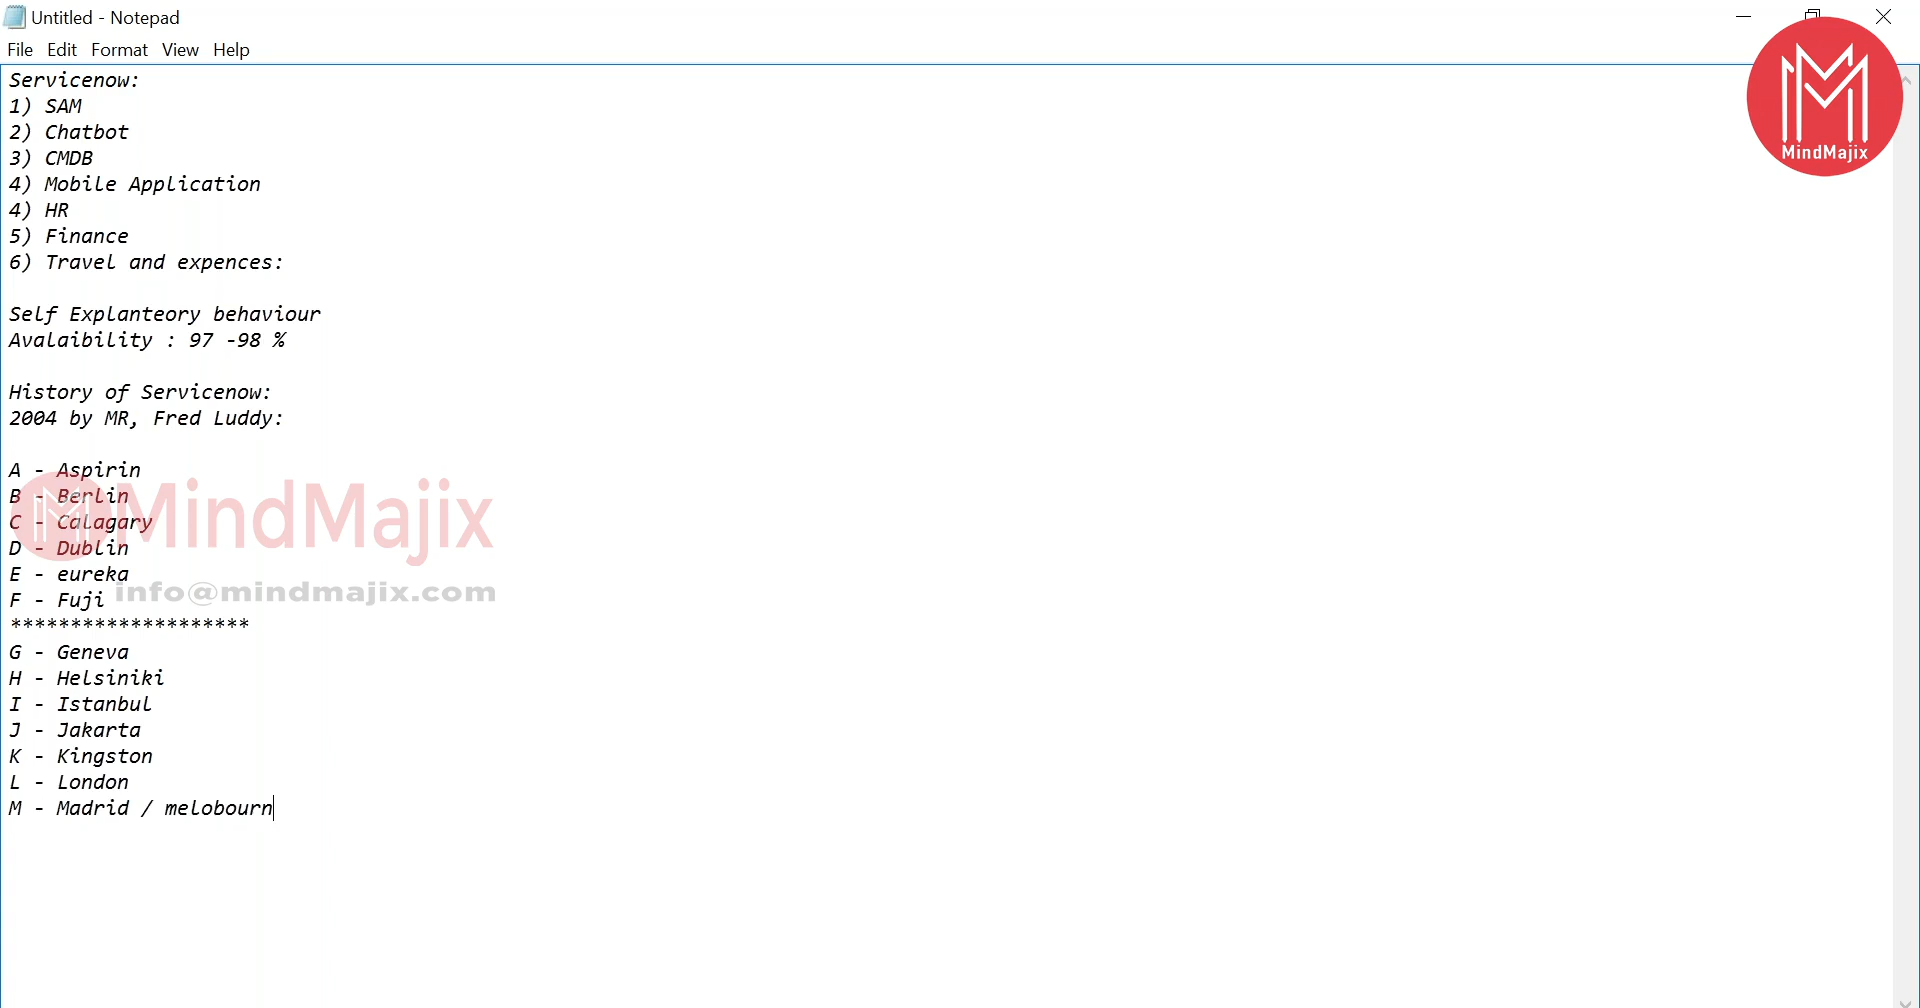 Untitled - Notepad
File Edit Format View Help
Servicenow:
1) SAM
2) Chatbot
3) CMDB
4) Mobile Application
4) HR
5) Finance
6) Travel and expences:
Self Explanteory behaviour
Avalaibility : 97 -98 %
History of Servicenow:
2004 by MR, Fred Luddy:
A - Aspirin
B - Berlin
C - Calagary
D - Dublin
E - eureka
F - Fuji
********************
G - Geneva
H - Helsiniki
I - Istanbul
J - Jakarta
K - Kingston
L - London
M - Madrid / melobourn
MindMajix
MindMajix
info@mindmajix.com